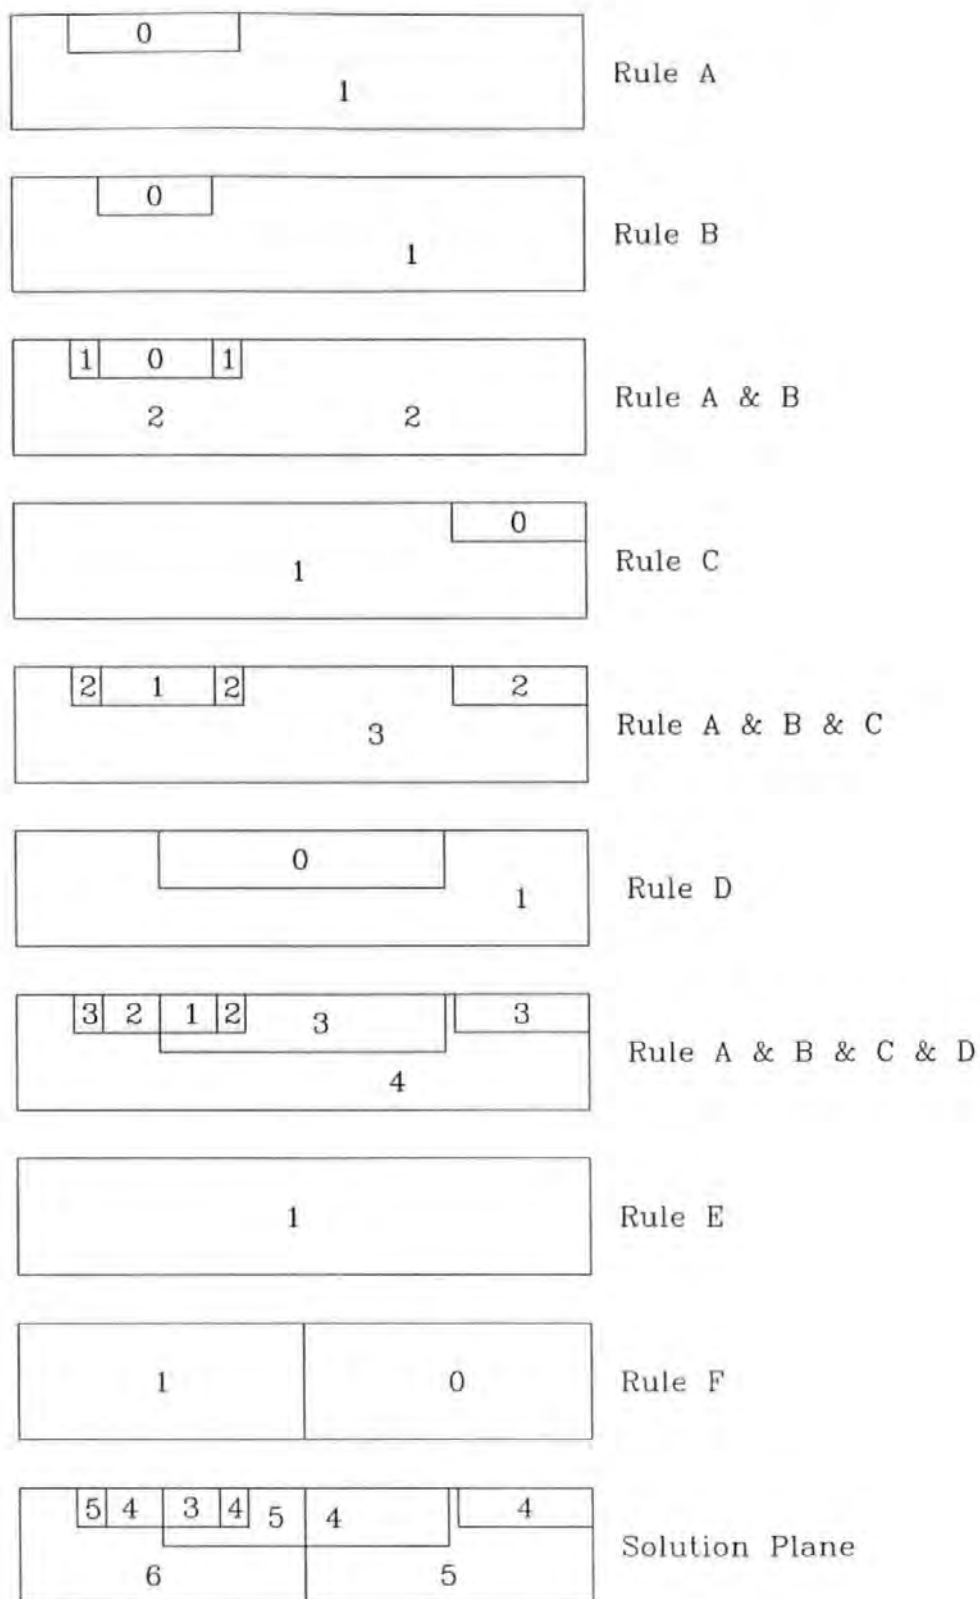 0
1 Rule A
0
1 Rule B
1 0 1
2 2 Rule A & B
0
1 Rule C
2 1 2 2
3 Rule A & B & C
0
1 Rule D
3 2 1 2 3 3
4 Rule A & B & C & D
1 Rule E
1 0 Rule F
5 4 3 4 5 4 4
6 5 Solution Plane